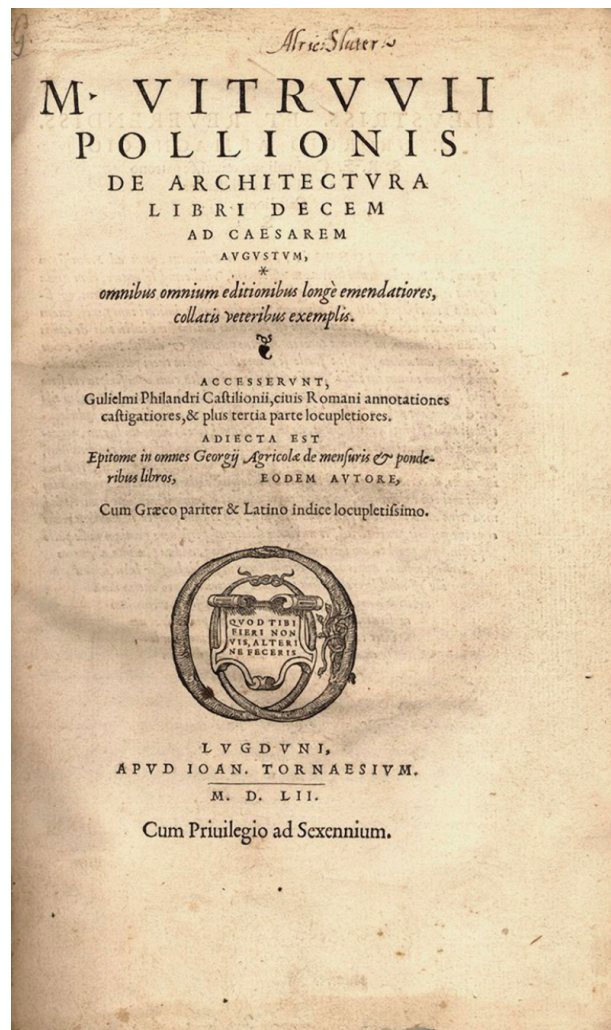 G.
Alric: Sluter
M. VITRVVII
POLLIONIS
DE ARCHITECTVRA
LIBRI DECEM
AD CAESAREM
AVGVSTVM,
*
omnibus omnium editionibus longè emendatiores,
collatis veteribus exemplis.
ACCESSERVNT,
Gulielmi Philandri Castilionii, ciuis Romani annotationes
castigatiores, & plus tertia parte locupletiores.
ADIECTA EST
Epitome in omnes Georgij Agricolæ de mensuris & ponde-
ribus libros, EODEM AVTORE,
Cum Græco pariter & Latino indice locupletissimo.
QVOD TIBI
FIERI NON
VIS, ALTERI
NE FECERIS
LVGDVNI,
APVD IOAN. TORNAESIVM.
M. D. LII.
Cum Priuilegio ad Sexennium.